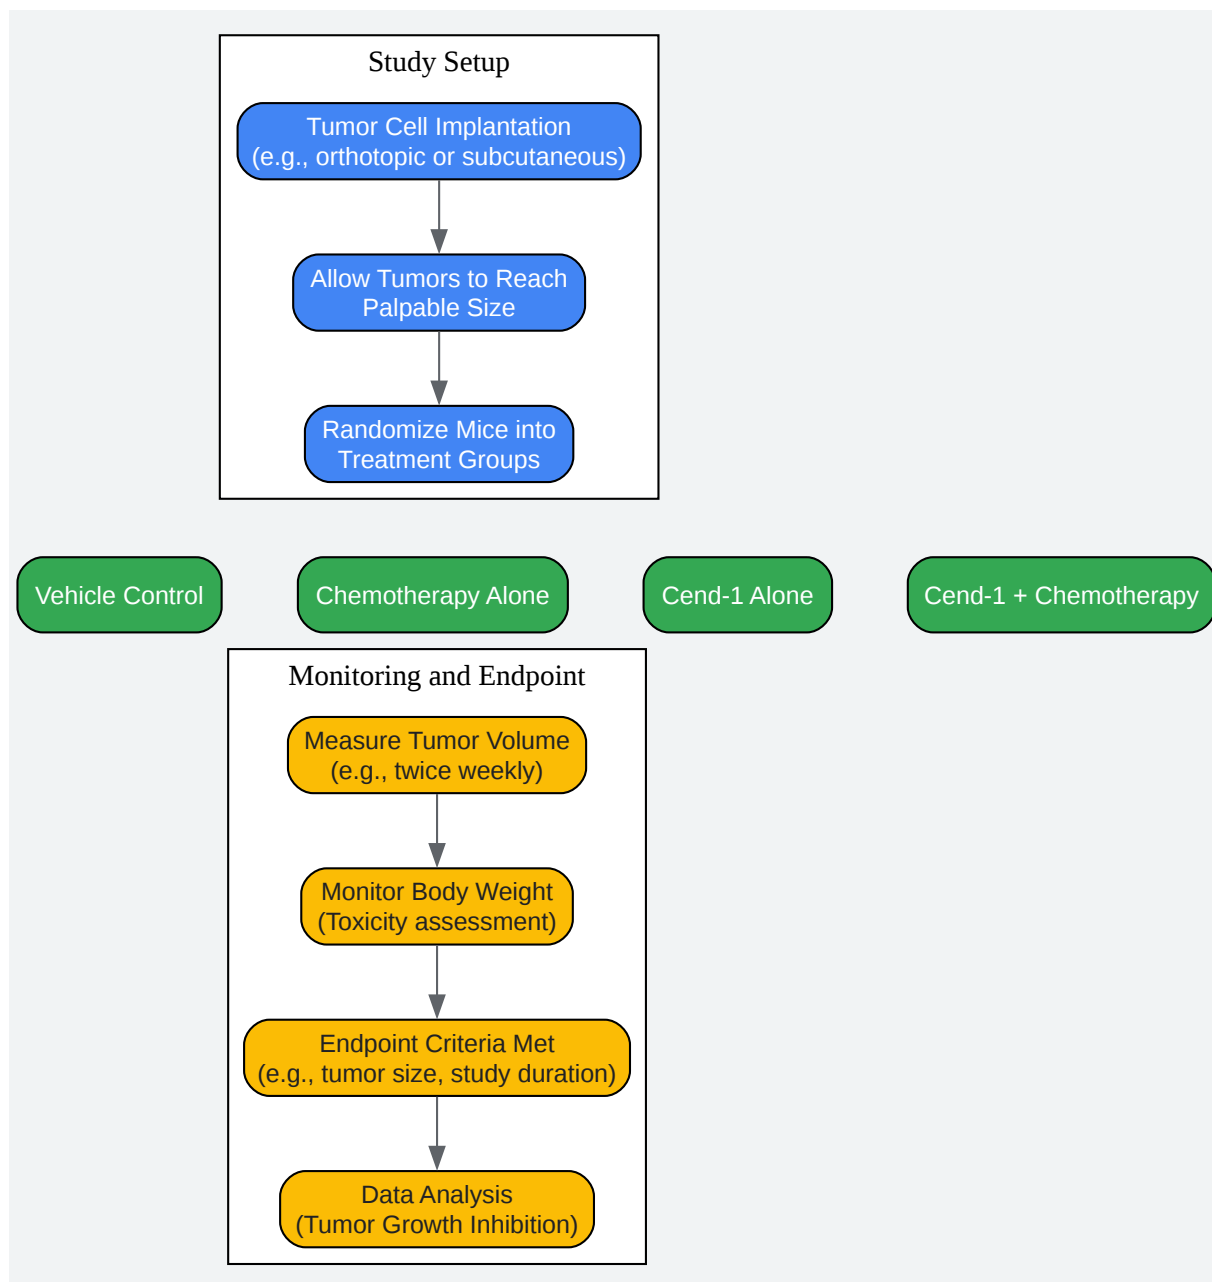 Study Setup
Tumor Cell Implantation
(e.g., orthotopic or subcutaneous)
Allow Tumors to Reach
Palpable Size
Randomize Mice into
Treatment Groups
Vehicle Control
Chemotherapy Alone
Cend-1 Alone
Cend-1 + Chemotherapy
Monitoring and Endpoint
Measure Tumor Volume
(e.g., twice weekly)
Monitor Body Weight
(Toxicity assessment)
Endpoint Criteria Met
(e.g., tumor size, study duration)
Data Analysis
(Tumor Growth Inhibition)